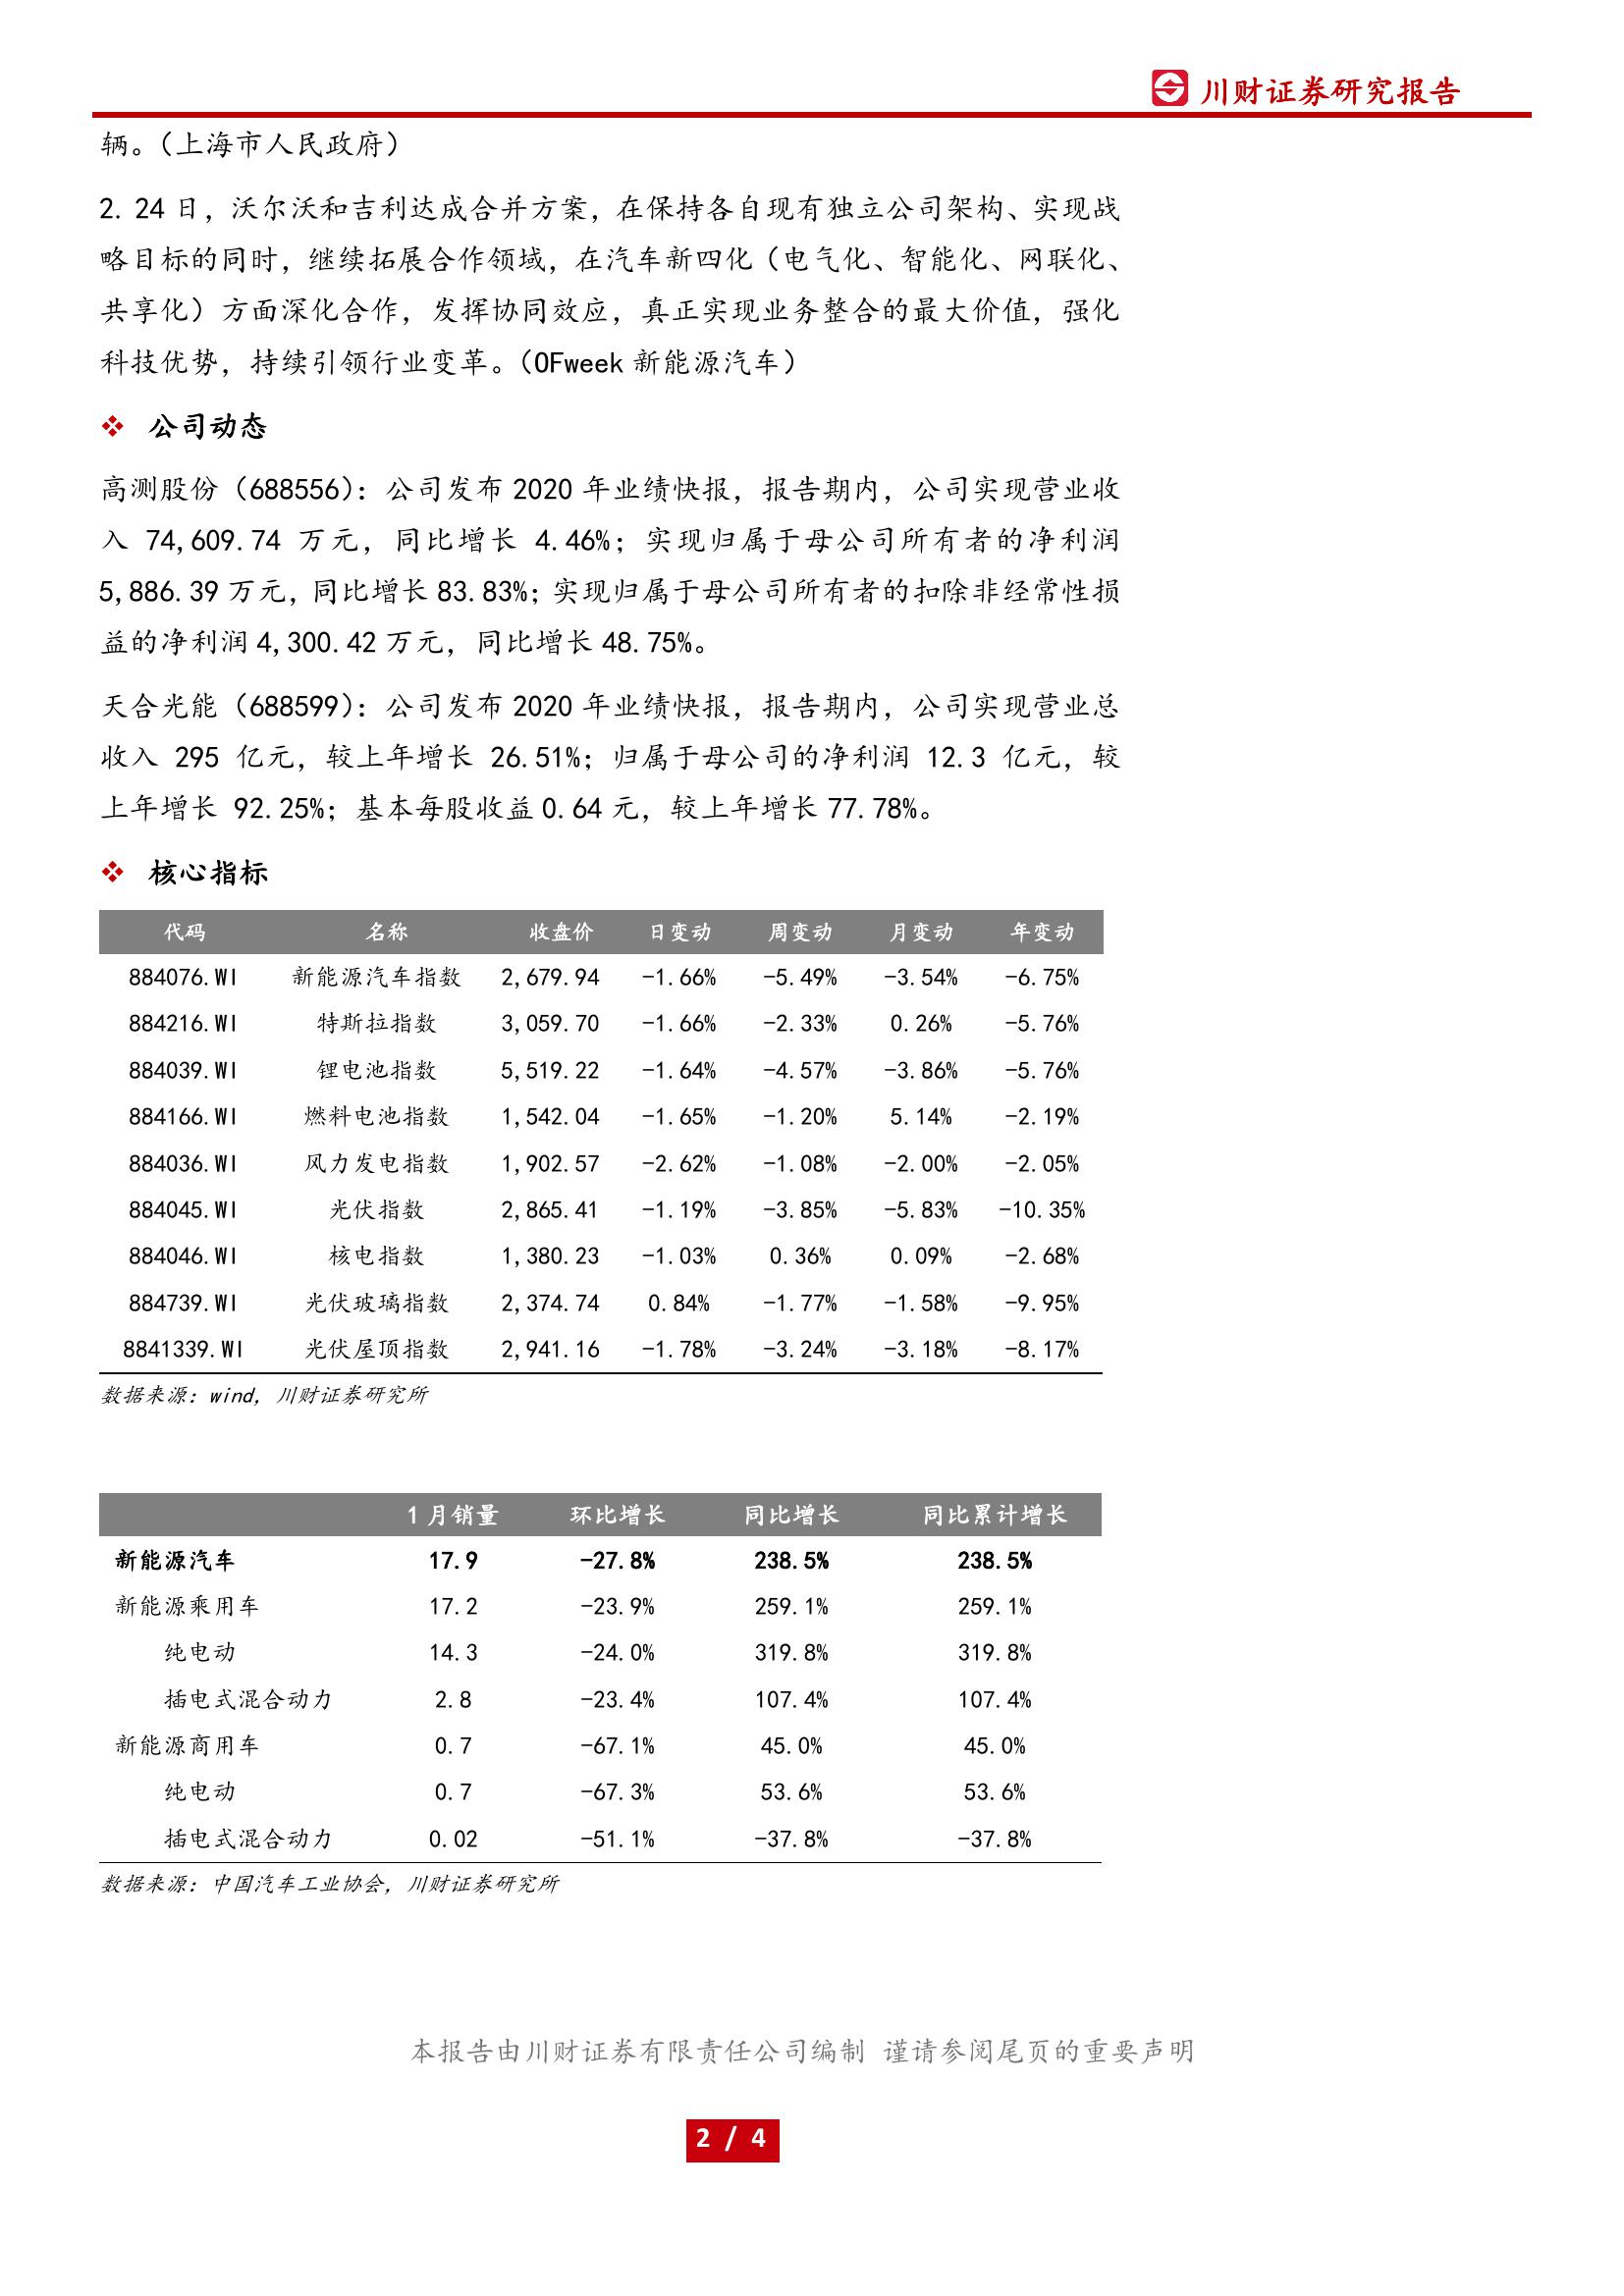 川财证券研究报告
辆。（上海市人民政府）
2. 24 日，沃尔沃和吉利达成合并方案，在保持各自现有独立公司架构、实现战
略目标的同时，继续拓展合作领域，在汽车新四化（电气化、智能化、网联化、
共享化）方面深化合作，发挥协同效应，真正实现业务整合的最大价值，强化
科技优势，持续引领行业变革。（OFweek 新能源汽车）
❖ 公司动态
高测股份（688556）：公司发布 2020 年业绩快报，报告期内，公司实现营业收
入 74,609.74 万元，同比增长 4.46%；实现归属于母公司所有者的净利润
5,886.39 万元，同比增长 83.83%；实现归属于母公司所有者的扣除非经常性损
益的净利润 4,300.42 万元，同比增长 48.75%。
天合光能（688599）：公司发布 2020 年业绩快报，报告期内，公司实现营业总
收入 295 亿元，较上年增长 26.51%；归属于母公司的净利润 12.3 亿元，较
上年增长 92.25%；基本每股收益 0.64 元，较上年增长 77.78%。
❖ 核心指标
代码 名称 收盘价 日变动 周变动 月变动 年变动
884076.WI 新能源汽车指数 2,679.94 -1.66% -5.49% -3.54% -6.75%
884216.WI 特斯拉指数 3,059.70 -1.66% -2.33% 0.26% -5.76%
884039.WI 锂电池指数 5,519.22 -1.64% -4.57% -3.86% -5.76%
884166.WI 燃料电池指数 1,542.04 -1.65% -1.20% 5.14% -2.19%
884036.WI 风力发电指数 1,902.57 -2.62% -1.08% -2.00% -2.05%
884045.WI 光伏指数 2,865.41 -1.19% -3.85% -5.83% -10.35%
884046.WI 核电指数 1,380.23 -1.03% 0.36% 0.09% -2.68%
884739.WI 光伏玻璃指数 2,374.74 0.84% -1.77% -1.58% -9.95%
8841339.WI 光伏屋顶指数 2,941.16 -1.78% -3.24% -3.18% -8.17%
数据来源：wind，川财证券研究所
1 月销量 环比增长 同比增长 同比累计增长
新能源汽车 17.9 -27.8% 238.5% 238.5%
新能源乘用车 17.2 -23.9% 259.1% 259.1%
纯电动 14.3 -24.0% 319.8% 319.8%
插电式混合动力 2.8 -23.4% 107.4% 107.4%
新能源商用车 0.7 -67.1% 45.0% 45.0%
纯电动 0.7 -67.3% 53.6% 53.6%
插电式混合动力 0.02 -51.1% -37.8% -37.8%
数据来源：中国汽车工业协会，川财证券研究所
本报告由川财证券有限责任公司编制 谨请参阅尾页的重要声明
2 / 4